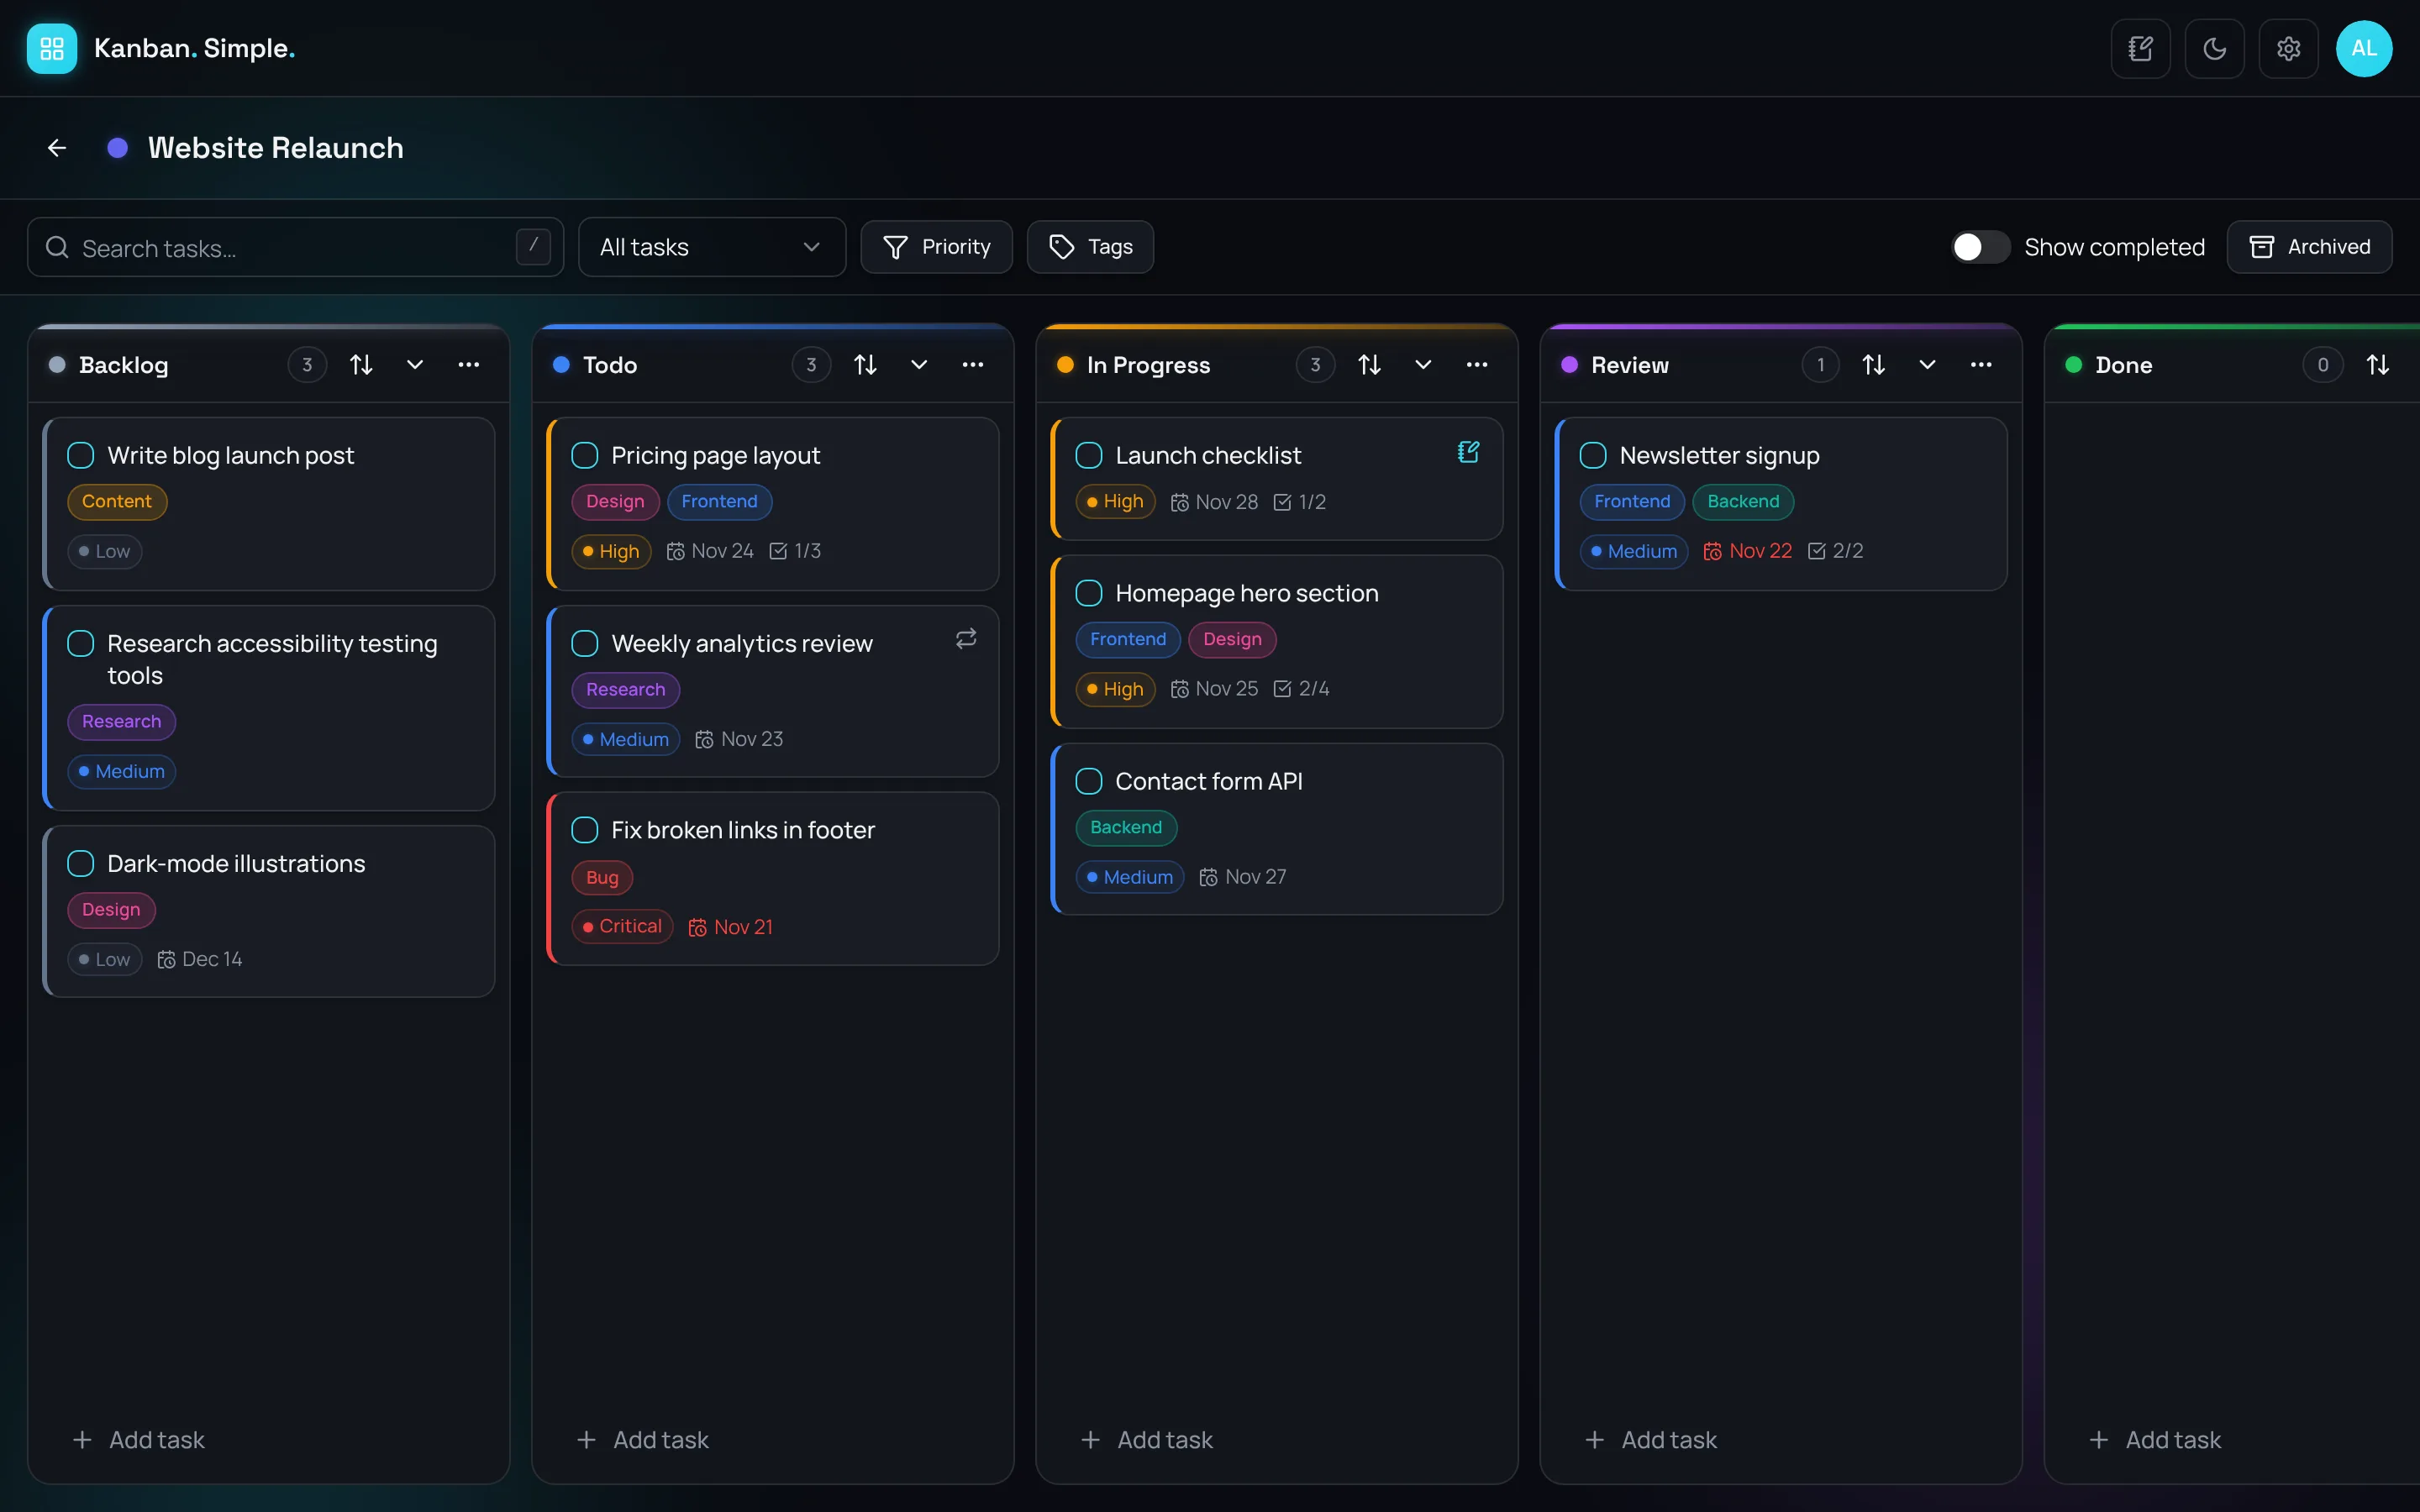 Kanban. Simple.
AL
Website Relaunch
Search tasks...
/
All tasks
Priority
Tags
Show completed
Archived
Backlog
3
Write blog launch post
Content
Low
Research accessibility testing
tools
Research
Medium
Dark-mode illustrations
Design
Low
Dec 14
Add task
Todo
3
Pricing page layout
Design
Frontend
High
Nov 24
1/3
Weekly analytics review
Research
Medium
Nov 23
Fix broken links in footer
Bug
Critical
Nov 21
Add task
In Progress
3
Launch checklist
High
Nov 28
1/2
Homepage hero section
Frontend
Design
High
Nov 25
2/4
Contact form API
Backend
Medium
Nov 27
Add task
Review
1
Newsletter signup
Frontend
Backend
Medium
Nov 22
2/2
Add task
Done
0
Add task